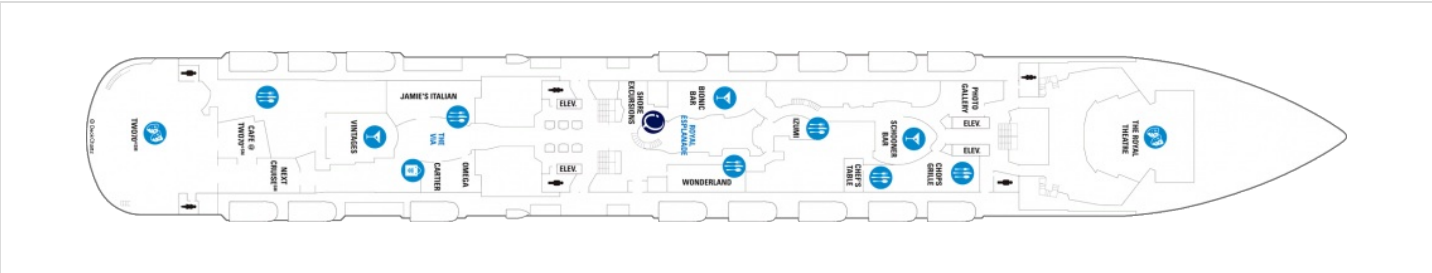 © DeckChairs
TWO70°
CAFE @
TWO70°
NEXT
CRUISE
VINTAGES
JAMIE'S ITALIAN
THE
VIA
CARTIER
OMEGA
ELEV.
ELEV.
SHORE
EXCURSIONS
BIONIC
BAR
ROYAL
ESPLANADE
WONDERLAND
IZUMI
CHEF'S
TABLE
SCHOONER
BAR
CHOPS
GRILLE
PHOTO
GALLERY
ELEV.
ELEV.
THE ROYAL
THEATRE